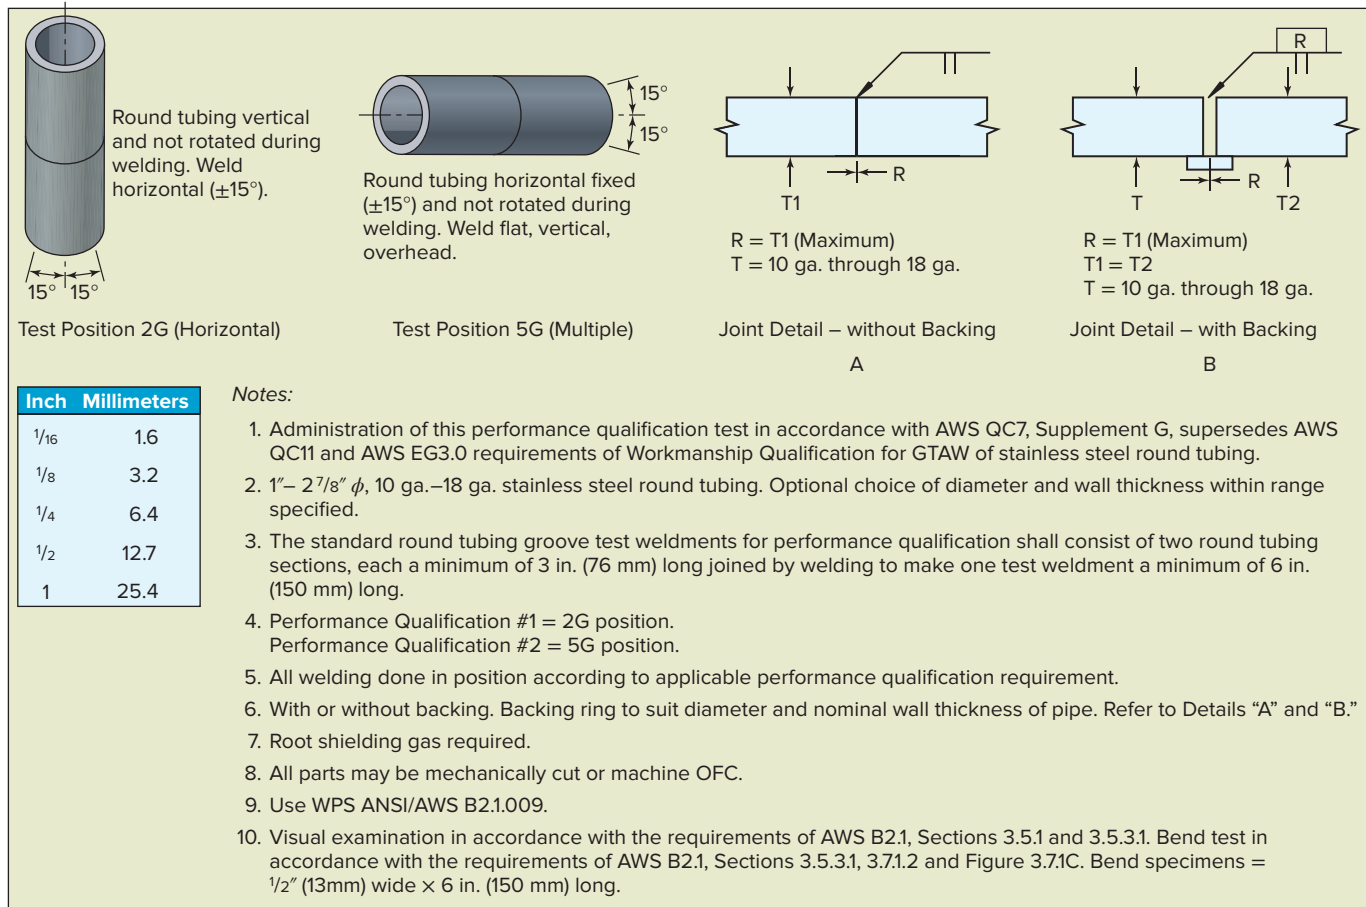 Round tubing vertical
and not rotated during
welding. Weld
horizontal (±15°).
15° 15°
Test Position 2G (Horizontal)
15°
15°
Round tubing horizontal fixed
(±15°) and not rotated during
welding. Weld flat, vertical,
overhead.
Test Position 5G (Multiple)
R
T1
R = T1 (Maximum)
T = 10 ga. through 18 ga.
Joint Detail – without Backing
A
R
R
T T2
R = T1 (Maximum)
T1 = T2
T = 10 ga. through 18 ga.
Joint Detail – with Backing
B
Inch Millimeters
1/16 1.6
1/8 3.2
1/4 6.4
1/2 12.7
1 25.4
Notes:
1. Administration of this performance qualification test in accordance with AWS QC7, Supplement G, supersedes AWS
QC11 and AWS EG3.0 requirements of Workmanship Qualification for GTAW of stainless steel round tubing.
2. 1″– 2 7/8″ ϕ, 10 ga.–18 ga. stainless steel round tubing. Optional choice of diameter and wall thickness within range
specified.
3. The standard round tubing groove test weldments for performance qualification shall consist of two round tubing
sections, each a minimum of 3 in. (76 mm) long joined by welding to make one test weldment a minimum of 6 in.
(150 mm) long.
4. Performance Qualification #1 = 2G position.
Performance Qualification #2 = 5G position.
5. All welding done in position according to applicable performance qualification requirement.
6. With or without backing. Backing ring to suit diameter and nominal wall thickness of pipe. Refer to Details “A” and “B.”
7. Root shielding gas required.
8. All parts may be mechanically cut or machine OFC.
9. Use WPS ANSI/AWS B2.1.009.
10. Visual examination in accordance with the requirements of AWS B2.1, Sections 3.5.1 and 3.5.3.1. Bend test in
accordance with the requirements of AWS B2.1, Sections 3.5.3.1, 3.7.1.2 and Figure 3.7.1C. Bend specimens =
1/2″ (13mm) wide × 6 in. (150 mm) long.